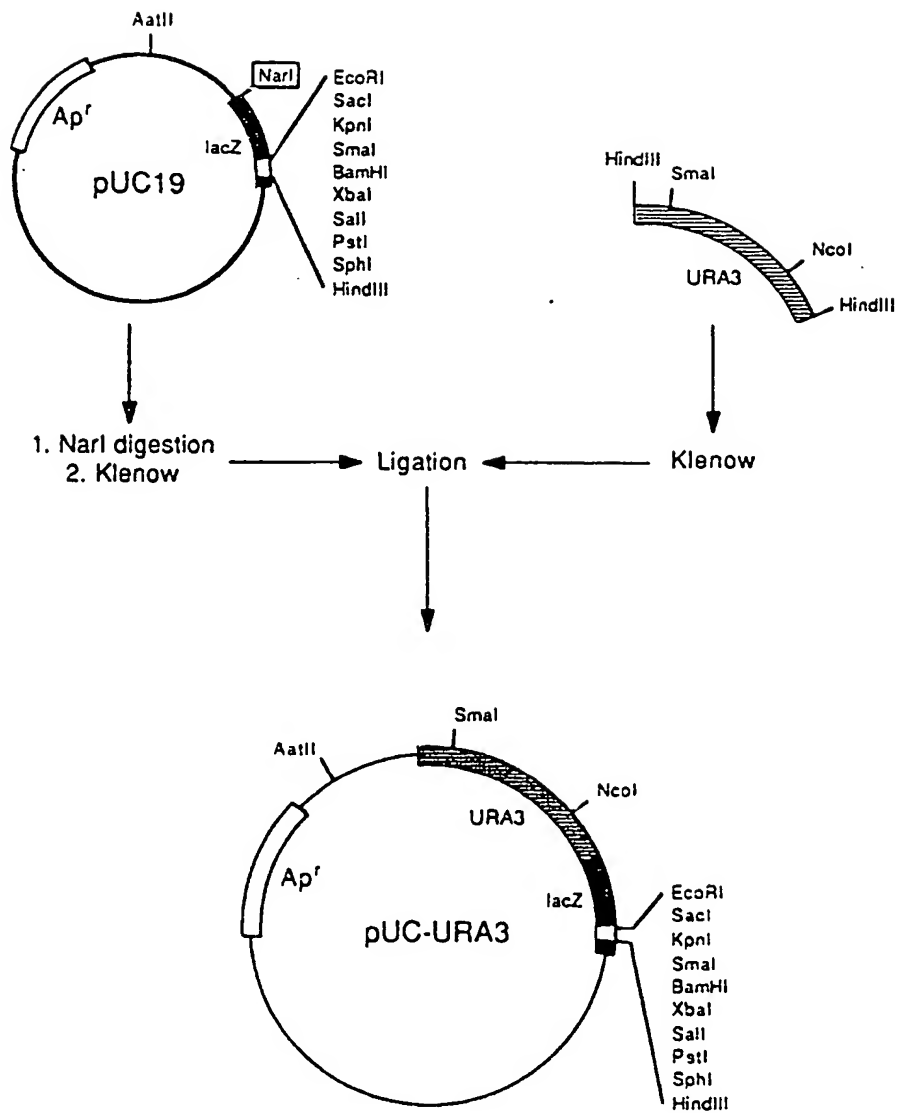 AatII
NarI
Apʳ
lacZ
pUC19
EcoRI
SacI
KpnI
SmaI
BamHI
XbaI
SalI
PstI
SphI
HindIII
HindIII
SmaI
NcoI
URA3
HindIII
1. NarI digestion
2. Klenow
Ligation
Klenow
SmaI
AatII
NcoI
URA3
Apʳ
lacZ
pUC-URA3
EcoRI
SacI
KpnI
SmaI
BamHI
XbaI
SalI
PstI
SphI
HindIII